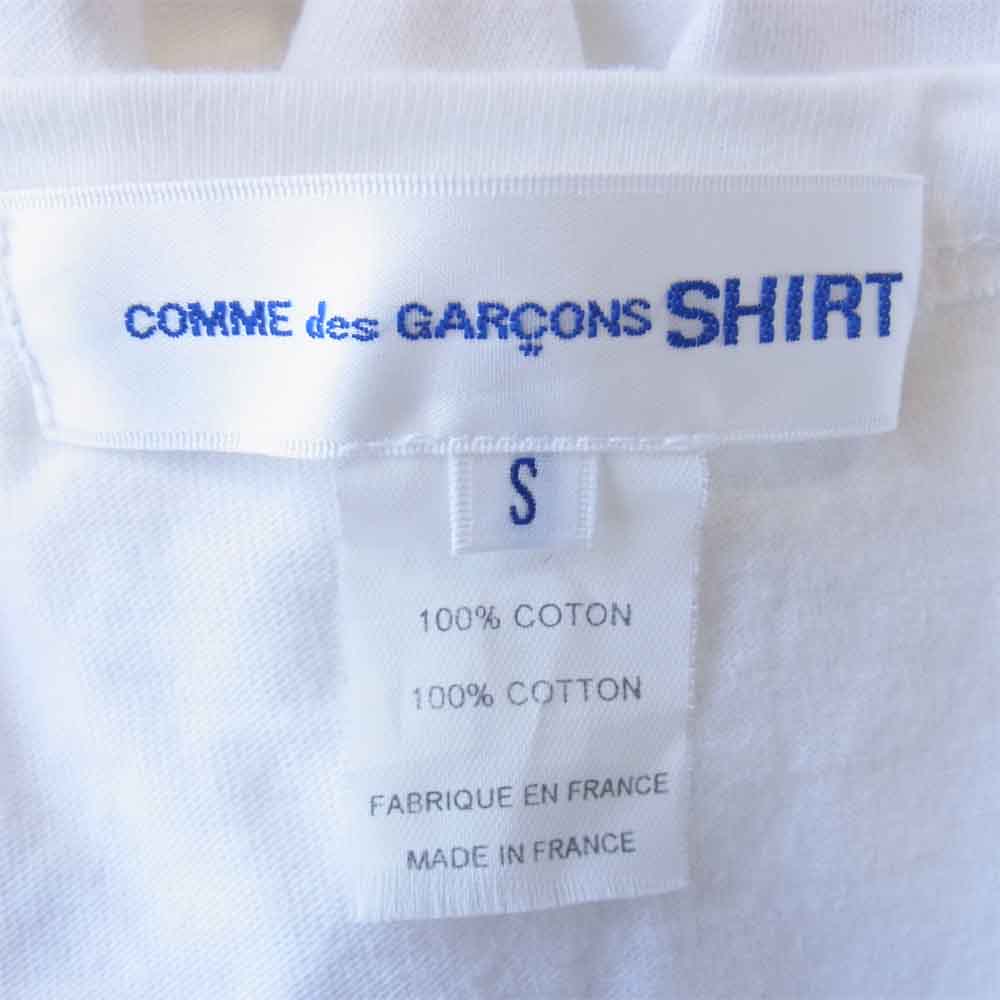 COMME des GARÇONS SHIRT
S
100% COTON
100% COTTON
FABRIQUE EN FRANCE
MADE IN FRANCE